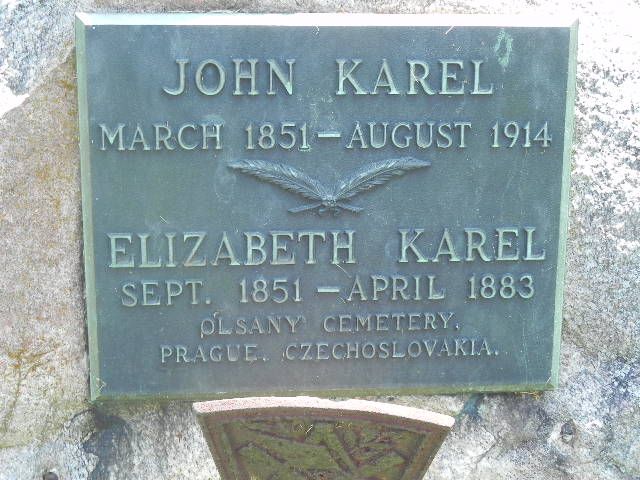 JOHN KAREL
MARCH 1851 – AUGUST 1914
ELIZABETH KAREL
SEPT. 1851 – APRIL 1883
OLSANY CEMETERY.
PRAGUE. CZECHOSLOVAKIA.